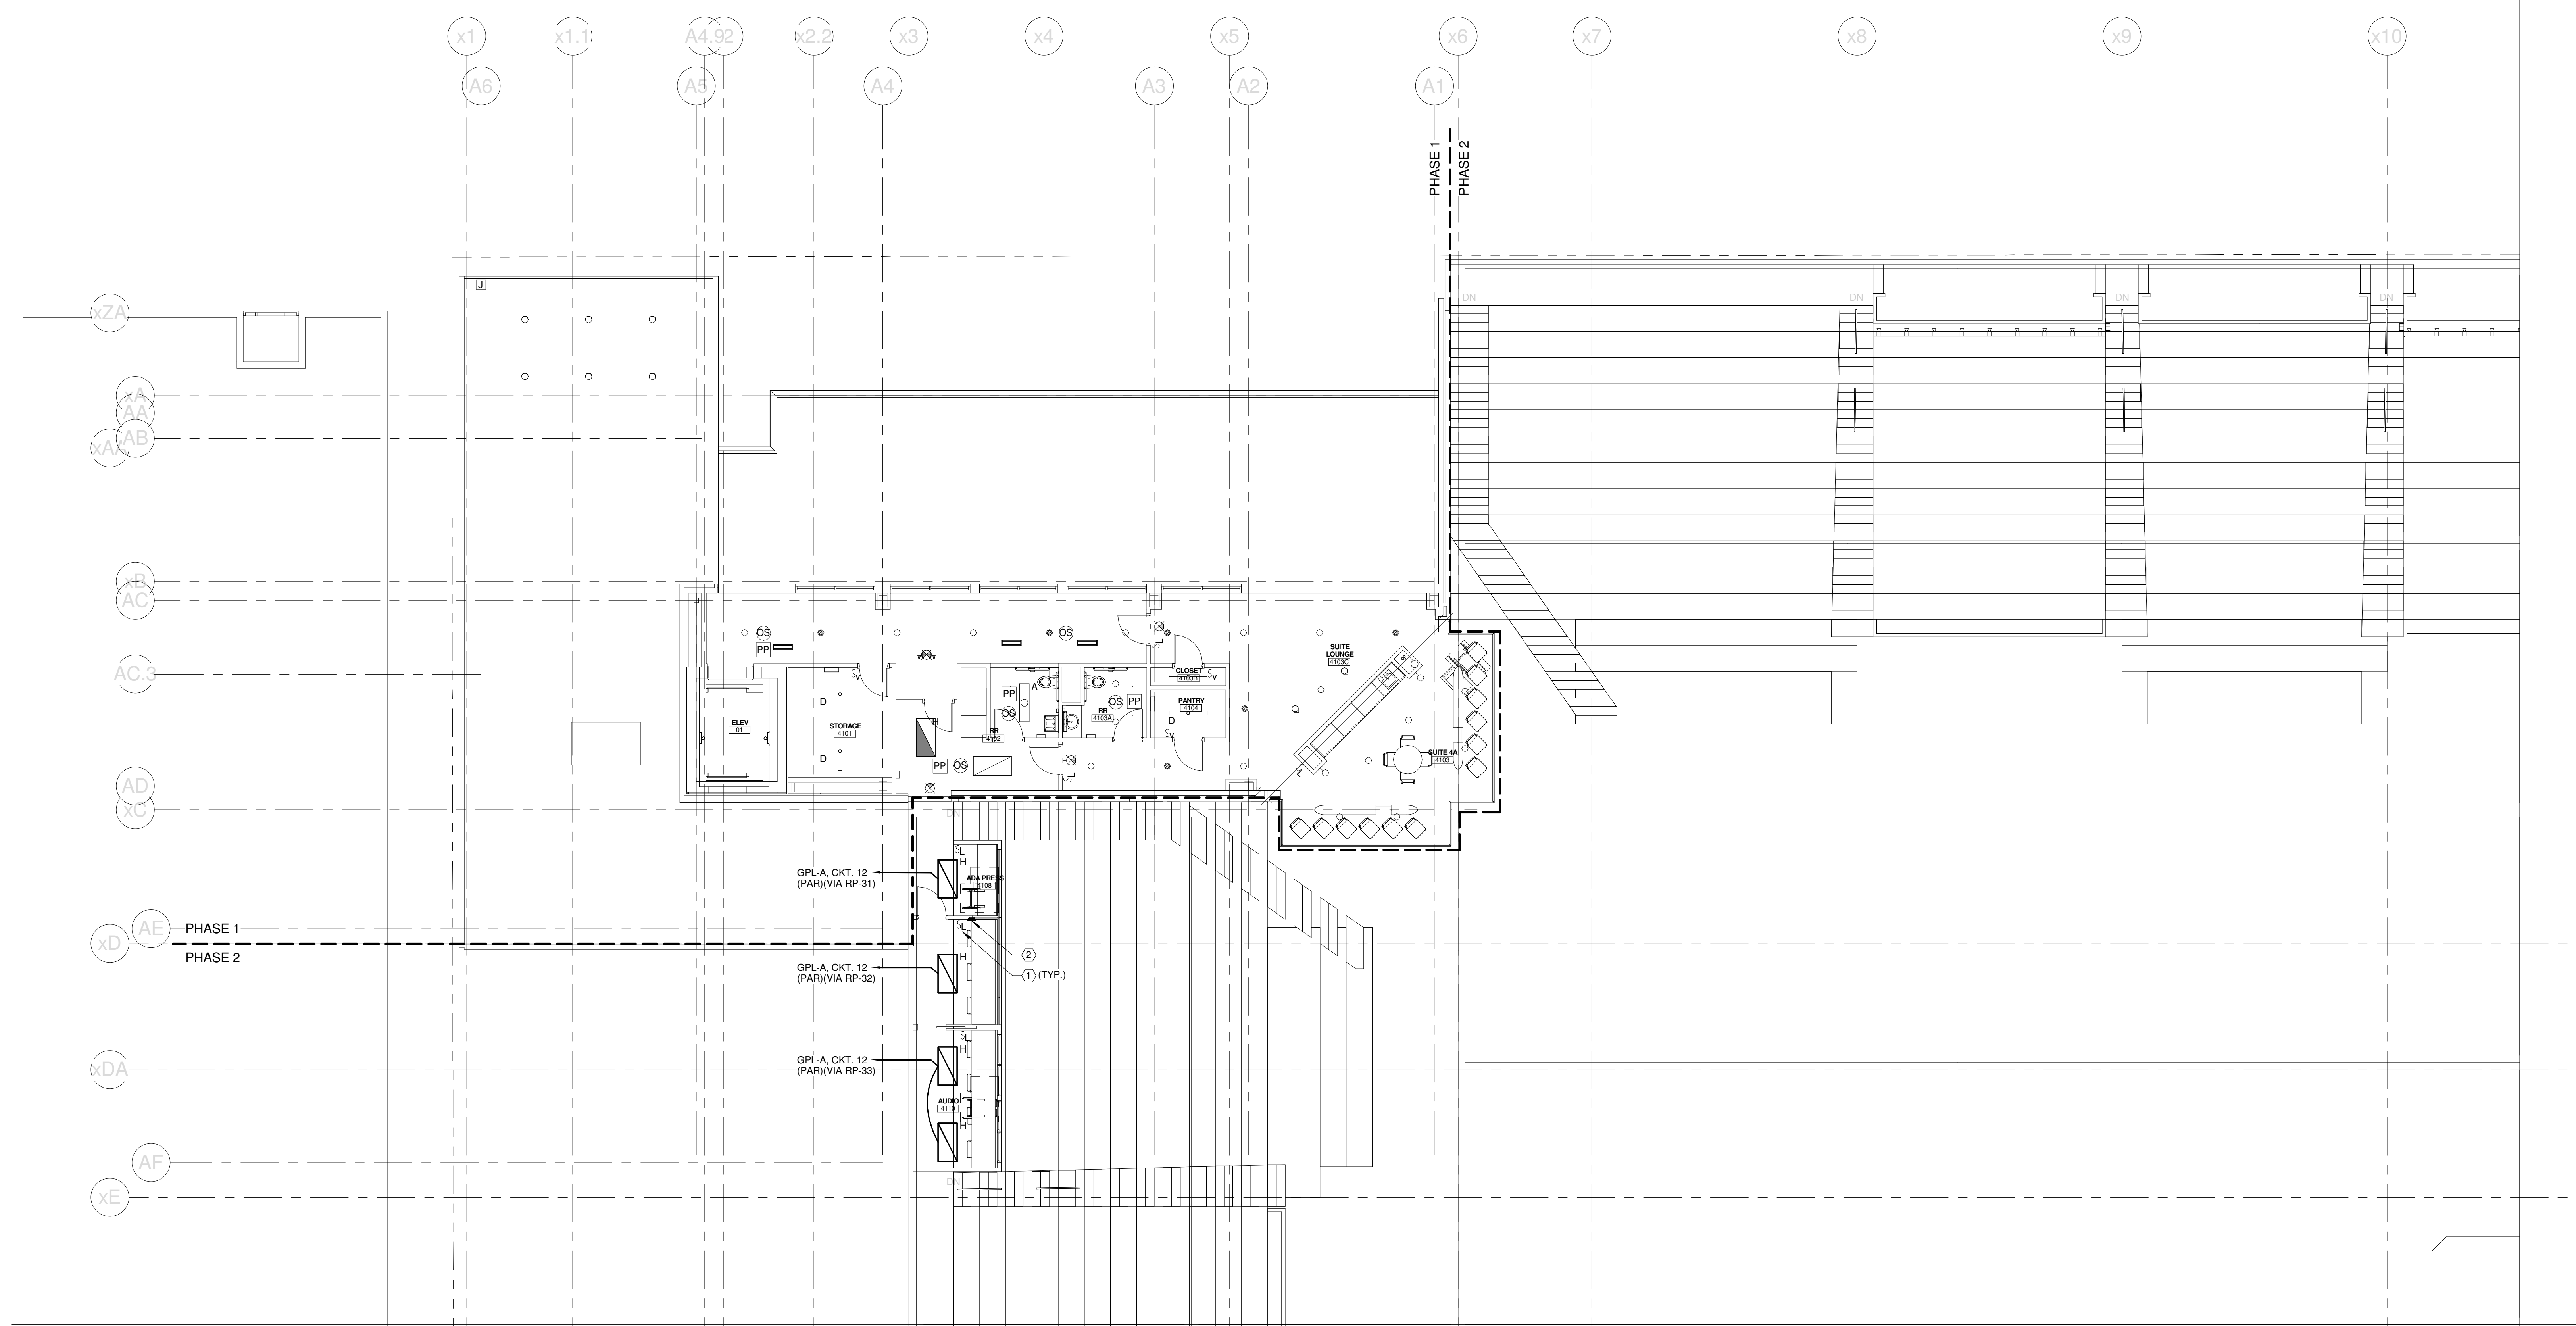 x1
x1.1
A4.92
x2.2
x3
x4
x5
x6
x7
x8
x9
x10
A6
A5
A4
A3
A2
A1
PHASE 1
PHASE 2
J
DN
DN
DN
DN
xZA
E
E
xA
AA
AB
xAA
xB
AC
OS
OS
PP
SUITE
LOUNGE
4103C
AC.3
CLOSET
4103B
PP
A
OS
PP
D
PANTRY
4104
D
ELEV
01
STORAGE
4101
RR
4103A
H
RR
4102
SUITE 4A
4103
D
PP
OS
AD
xC
DN
SL
H
GPL-A, CKT. 12
(PAR)(VIA RP-31)
ADA PRESS
4108
AE
PHASE 1
SL
xD
PHASE 2
H
2
GPL-A, CKT. 12
(PAR)(VIA RP-32)
1
(TYP.)
SL
H
GPL-A, CKT. 12
(PAR)(VIA RP-33)
xDA
AUDIO
4110
H
AF
DN
xE